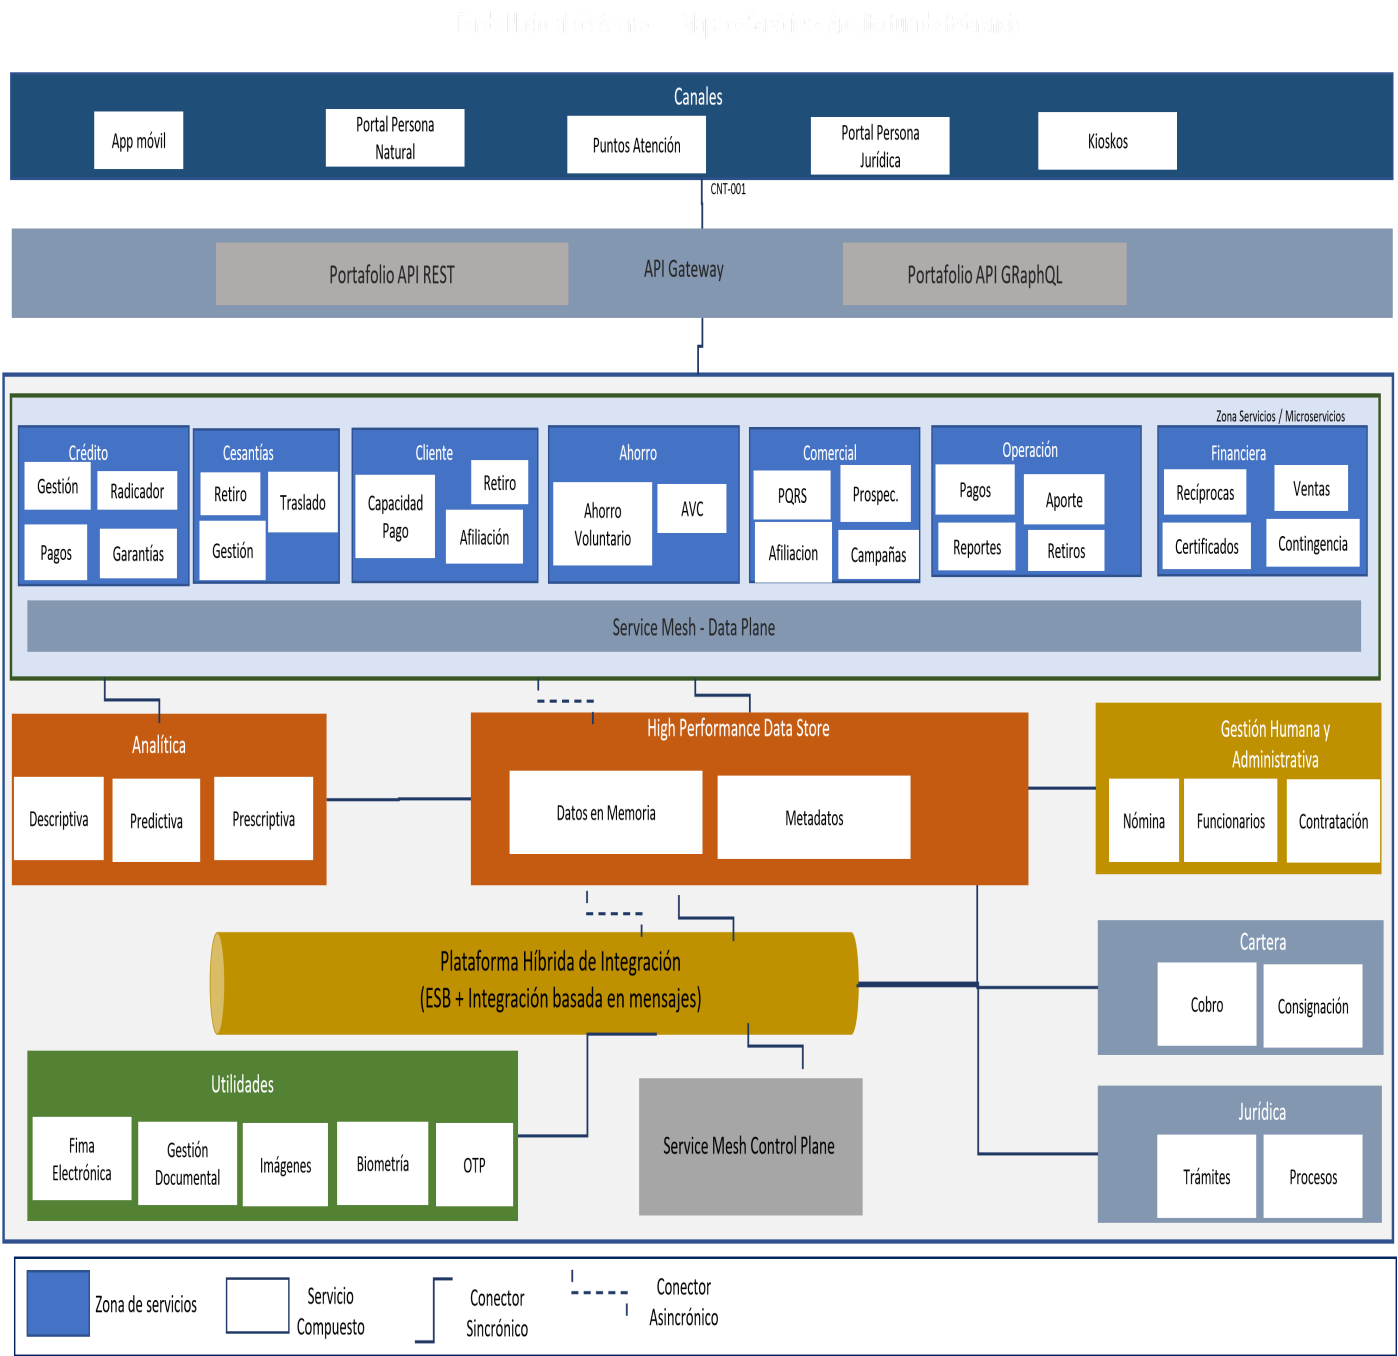 Canales
App móvil
Portal Persona
Natural
Puntos Atención
Portal Persona
Jurídica
Kioskos
CNT-001
Portafolio API REST
API Gateway
Portafolio API GRaphQL
Zona Servicios / Microservicios
Crédito
Gestión
Radicador
Pagos
Garantías
Cesantías
Retiro
Traslado
Gestión
Cliente
Capacidad
Pago
Retiro
Afiliación
Ahorro
Ahorro
Voluntario
AVC
Comercial
PQRS
Prospec.
Afiliacion
Campañas
Operación
Pagos
Aporte
Reportes
Retiros
Financiera
Recíprocas
Ventas
Certificados
Contingencia
Service Mesh - Data Plane
Analítica
Descriptiva
Predictiva
Prescriptiva
High Performance Data Store
Datos en Memoria
Metadatos
Gestión Humana y
Administrativa
Nómina
Funcionarios
Contratación
Plataforma Híbrida de Integración
(ESB + Integración basada en mensajes)
Cartera
Cobro
Consignación
Utilidades
Fima
Electrónica
Gestión
Documental
Imágenes
Biometría
OTP
Service Mesh Control Plane
Jurídica
Trámites
Procesos
Zona de servicios
Servicio
Compuesto
Conector
Sincrónico
Conector
Asincrónico